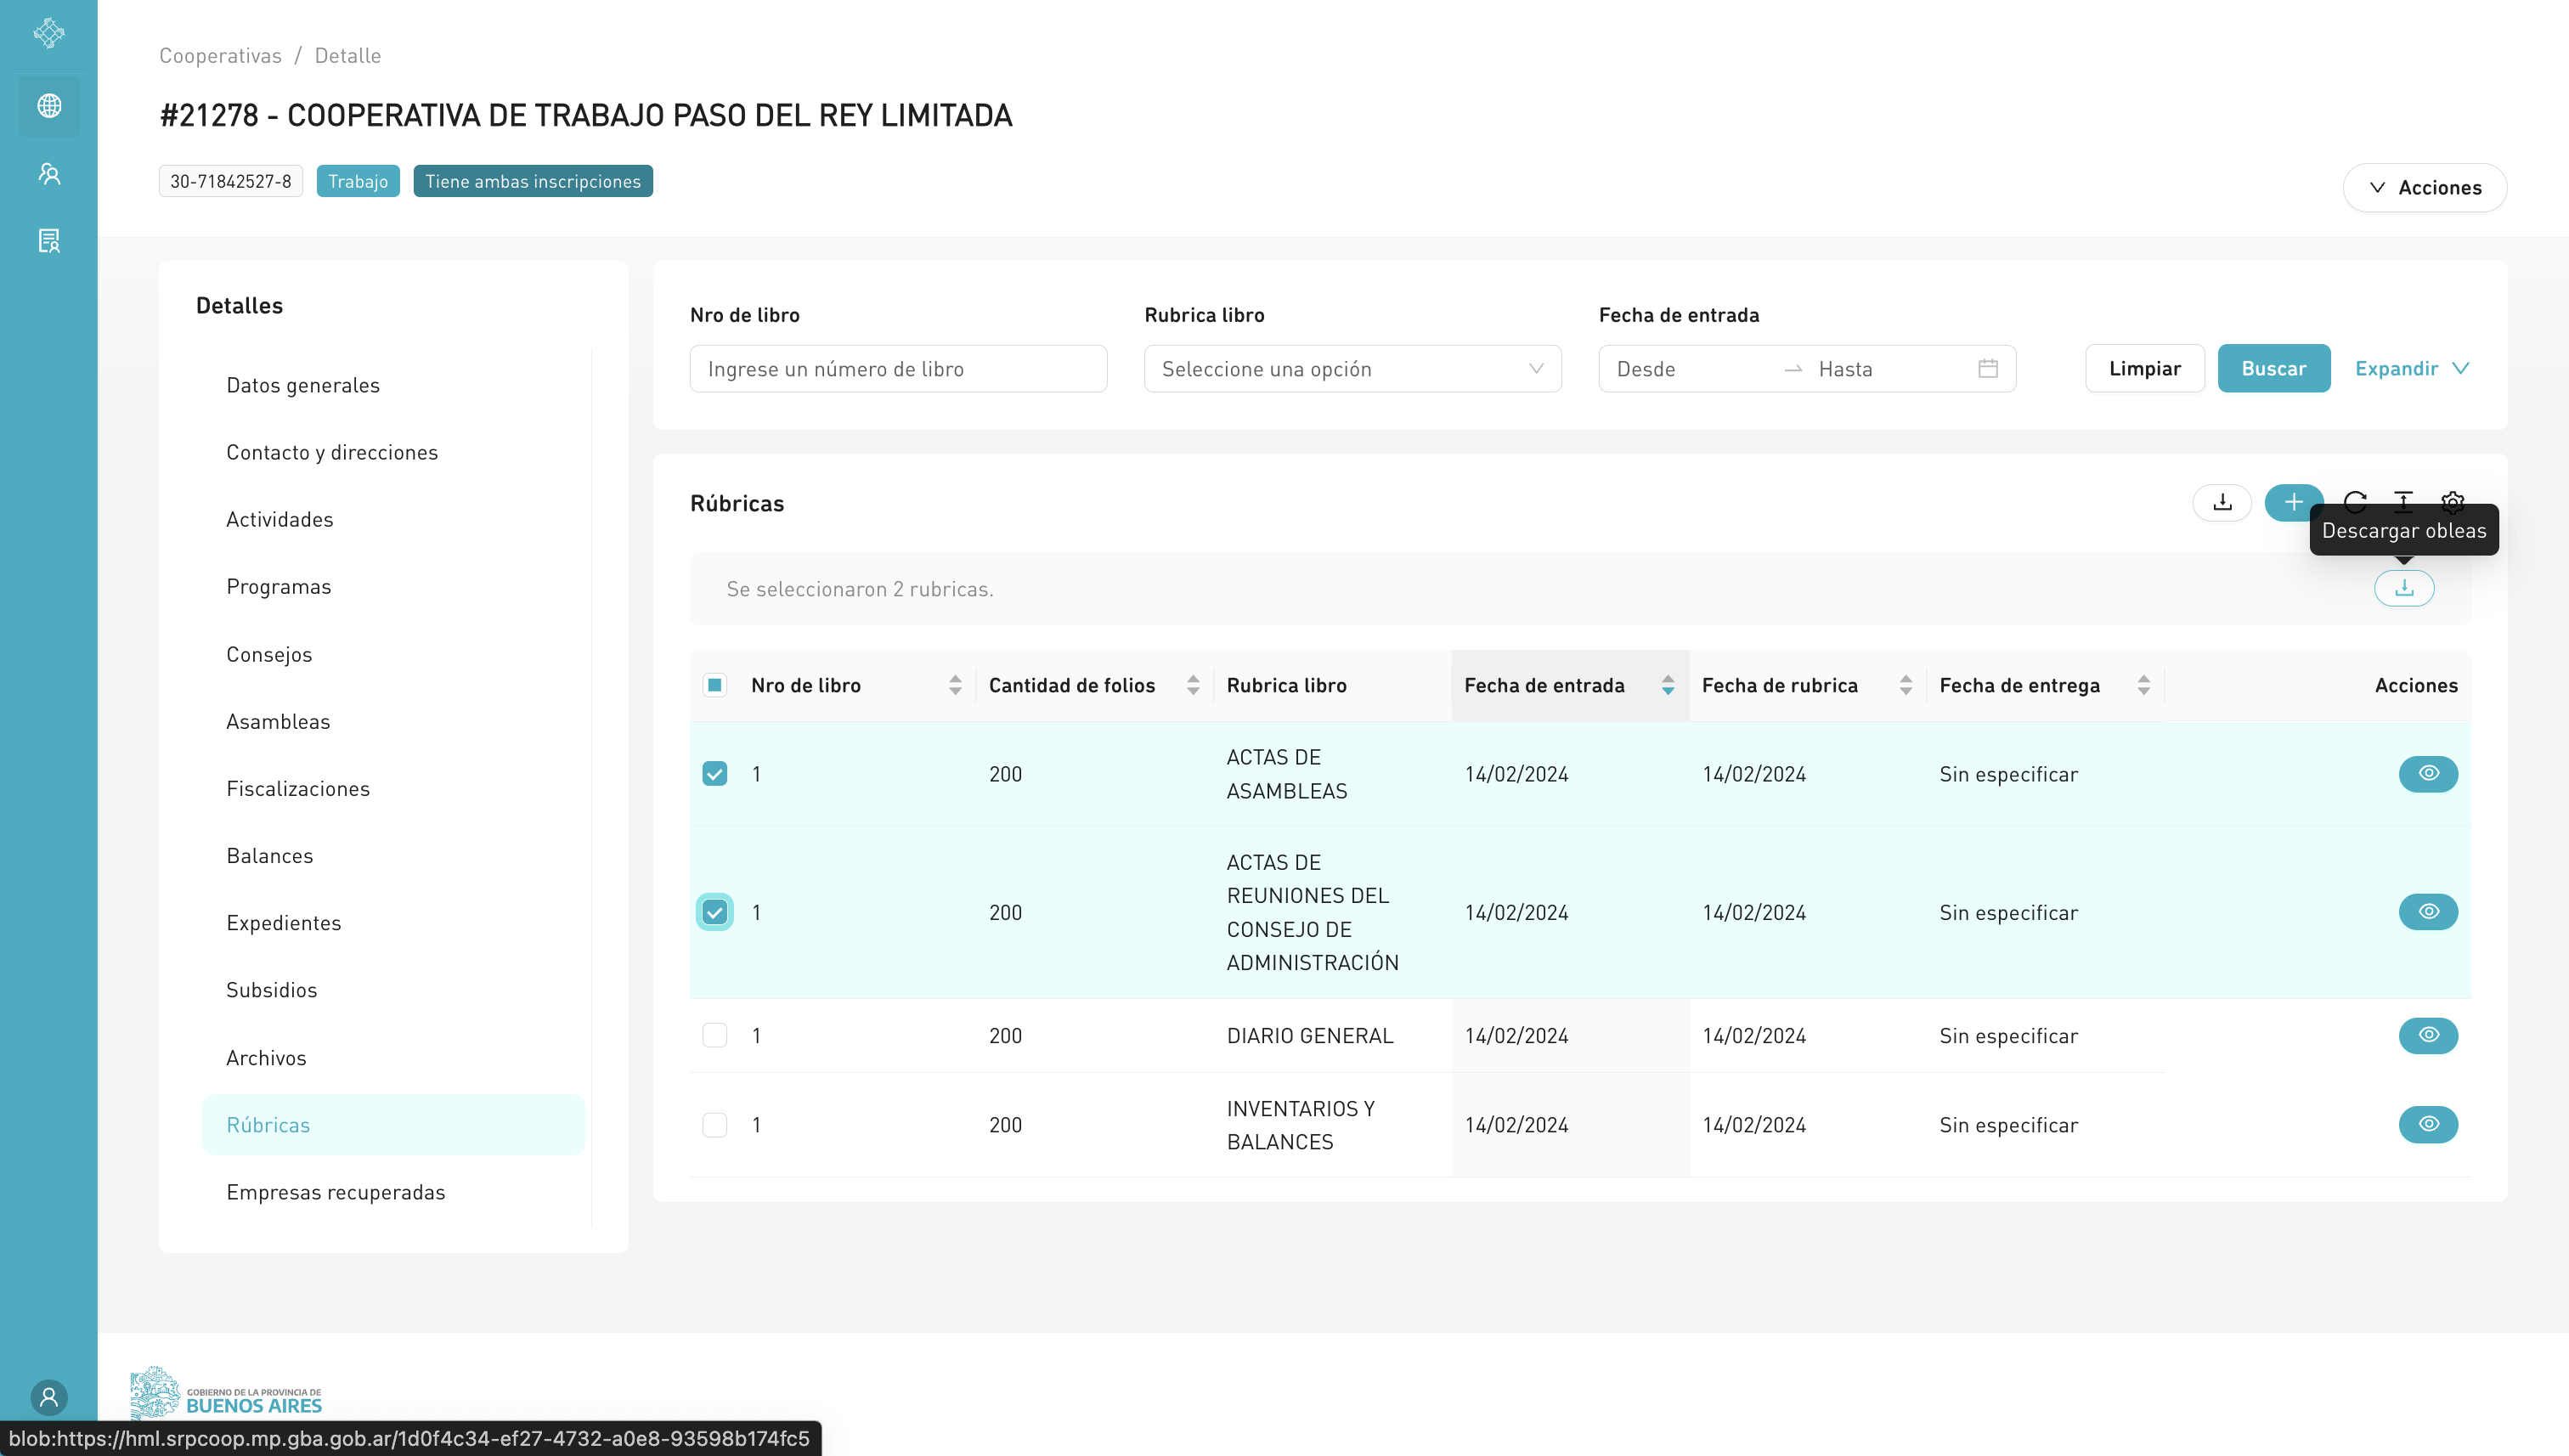 Cooperativas / Detalle
#21278 - COOPERATIVA DE TRABAJO PASO DEL REY LIMITADA
30-71842527-8 Trabajo Tiene ambas inscripciones
Acciones
Detalles
Datos generales
Contacto y direcciones
Actividades
Programas
Consejos
Asambleas
Fiscalizaciones
Balances
Expedientes
Subsidios
Archivos
Rúbricas
Empresas recuperadas
Nro de libro Rubrica libro Fecha de entrada
Ingrese un número de libro Seleccione una opción Desde Hasta Limpiar Buscar Expandir
Rúbricas
Descargar obleas
Se seleccionaron 2 rubricas.
Nro de libro Cantidad de folios Rubrica libro Fecha de entrada Fecha de rubrica Fecha de entrega Acciones
1 200 ACTAS DE
ASAMBLEAS 14/02/2024 14/02/2024 Sin especificar
1 200 ACTAS DE
REUNIONES DEL
CONSEJO DE
ADMINISTRACIÓN 14/02/2024 14/02/2024 Sin especificar
1 200 DIARIO GENERAL 14/02/2024 14/02/2024 Sin especificar
1 200 INVENTARIOS Y
BALANCES 14/02/2024 14/02/2024 Sin especificar
GOBIERNO DE LA PROVINCIA DE
BUENOS AIRES
blob:https://hml.srpcoop.mp.gba.gob.ar/1d0f4c34-ef27-4732-a0e8-93598b174fc5